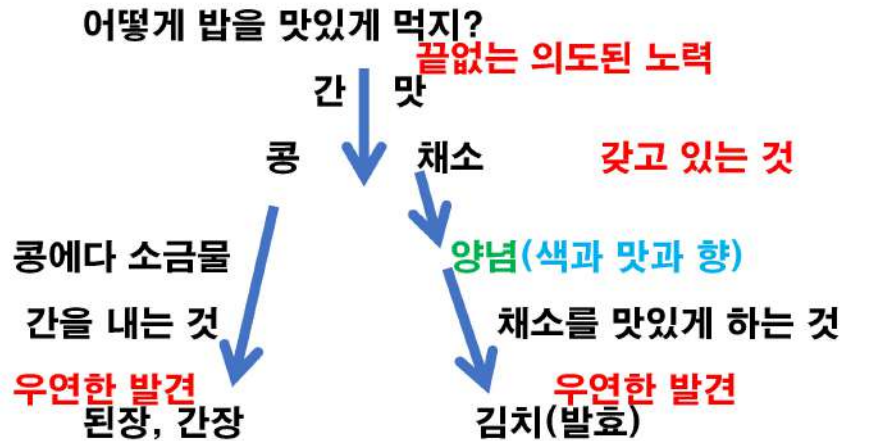 어떻게 밥을 맛있게 먹지?
끝없는 의도된 노력
간 맛
콩 채소 갖고 있는 것
콩에다 소금물 양념(색과 맛과 향)
간을 내는 것 채소를 맛있게 하는 것
우연한 발견 우연한 발견
된장, 간장 김치(발효)